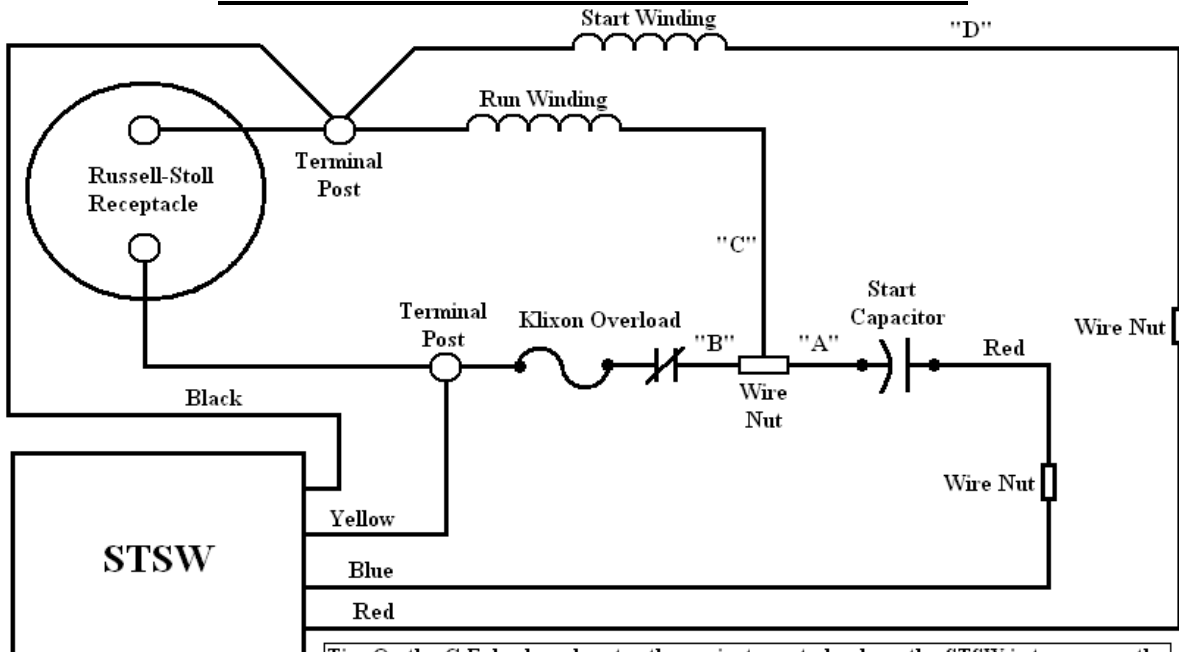 Start Winding
"D"
Run Winding
Terminal
Post
Russell-Stoll
Receptacle
"C"
Start
Capacitor
Terminal
Post
Klixon Overload
"B"
"A"
Wire Nut
Red
Wire
Nut
Black
Wire Nut
Yellow
STSW
Blue
Red